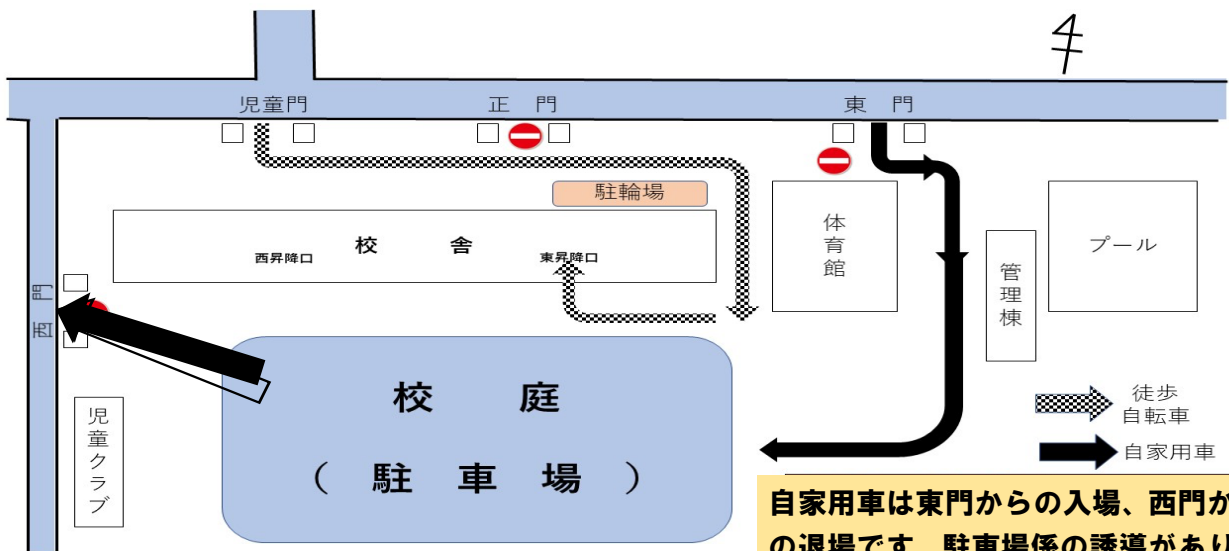 児童門
正 門
東 門
駐輪場
校 舎
西昇降口
東昇降口
体育館
管理棟
プール
西 門
児童クラブ
校 庭
( 駐 車 場 )
徒歩
自転車
自家用車
自家用車は東門からの入場、西門か
の退場です 駐車場係の誘導があり